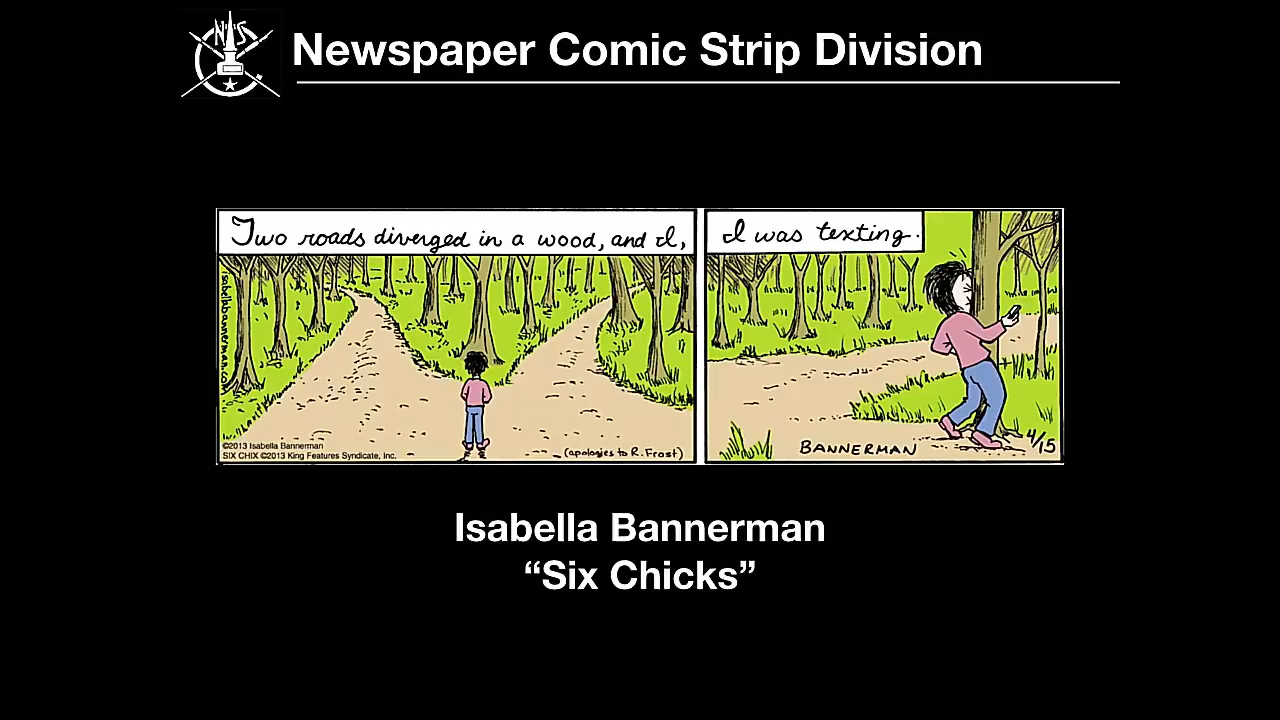 NCS
Newspaper Comic Strip Division
Two roads diverged in a wood, and I,
I was texting.
isabellabannerman.com
©2013 Isabella Bannerman
SIX CHIX ©2013 King Features Syndicate, Inc.
(apologies to R. Frost)
BANNERMAN
4/15
Isabella Bannerman
“Six Chicks”